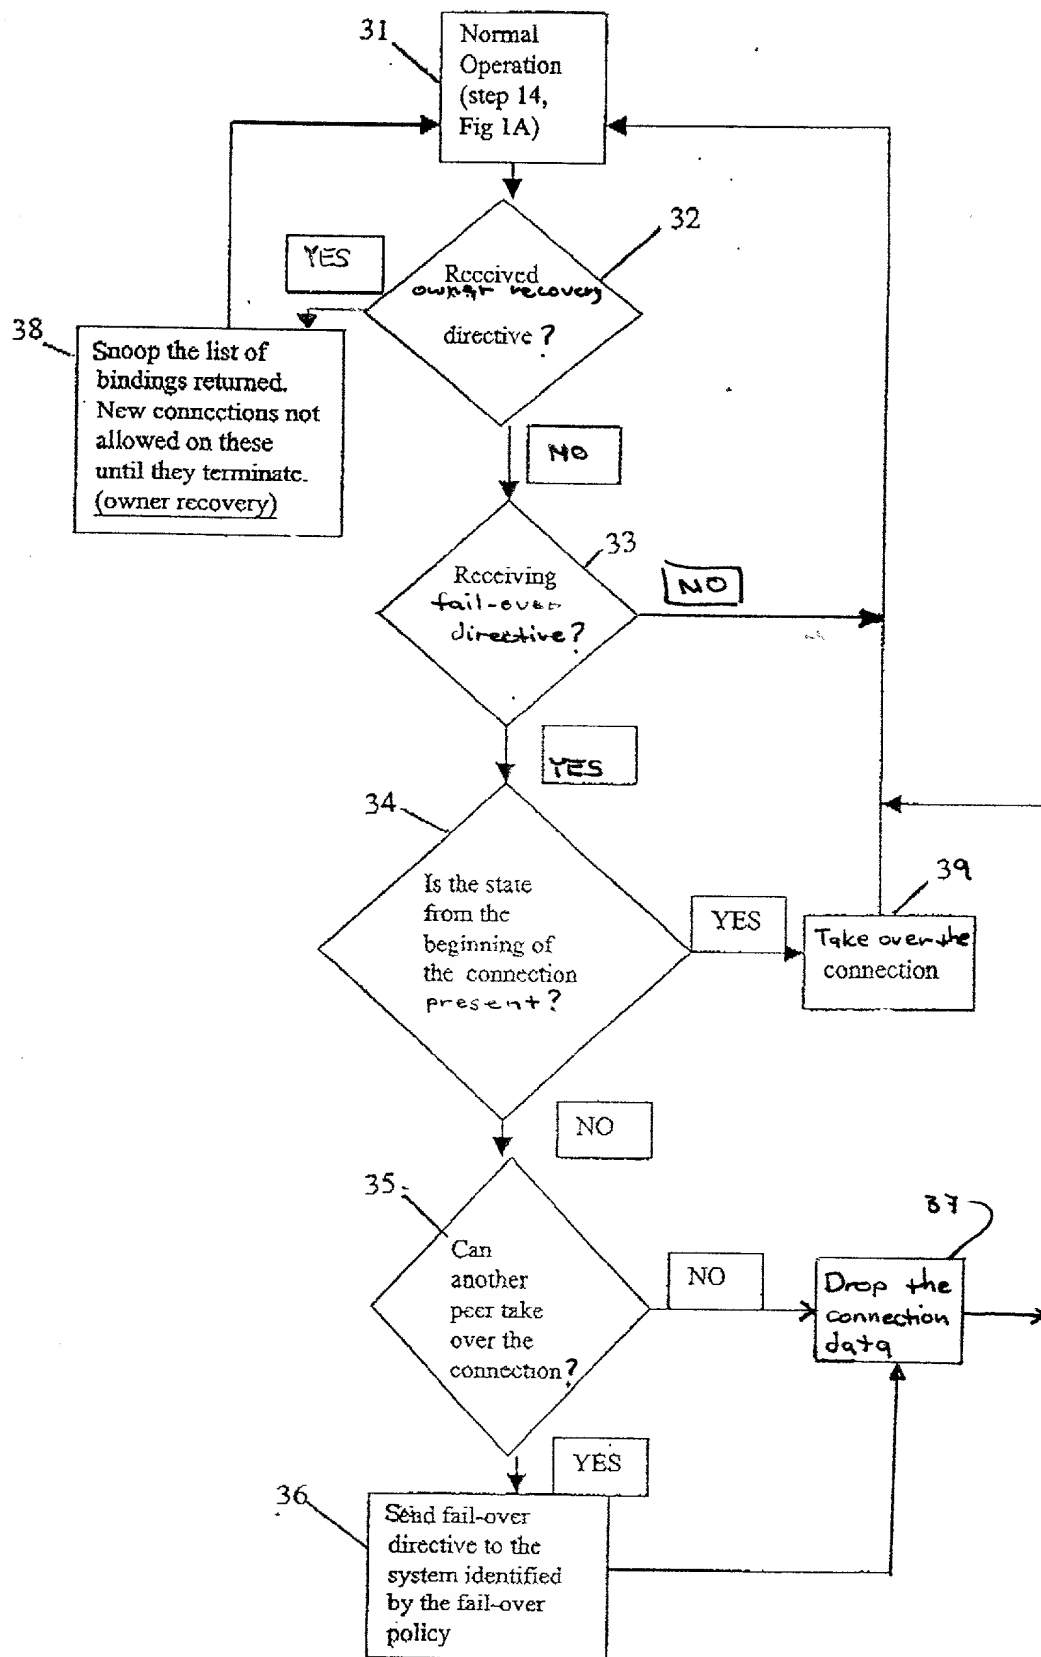 31
Normal
Operation
(step 14,
Fig 1A)
32
YES
Received
owner recovery
directive?
38
Snoop the list of
bindings returned.
New connections not
allowed on these
until they terminate.
(owner recovery)
NO
33
Receiving
fail-over
directive?
NO
YES
34
Is the state
from the
beginning of
the connection
present?
YES
39
Take over the
connection
NO
35
Can
another
peer take
over the
connection?
NO
37
Drop the
connection
data
YES
36
Send fail-over
directive to the
system identified
by the fail-over
policy